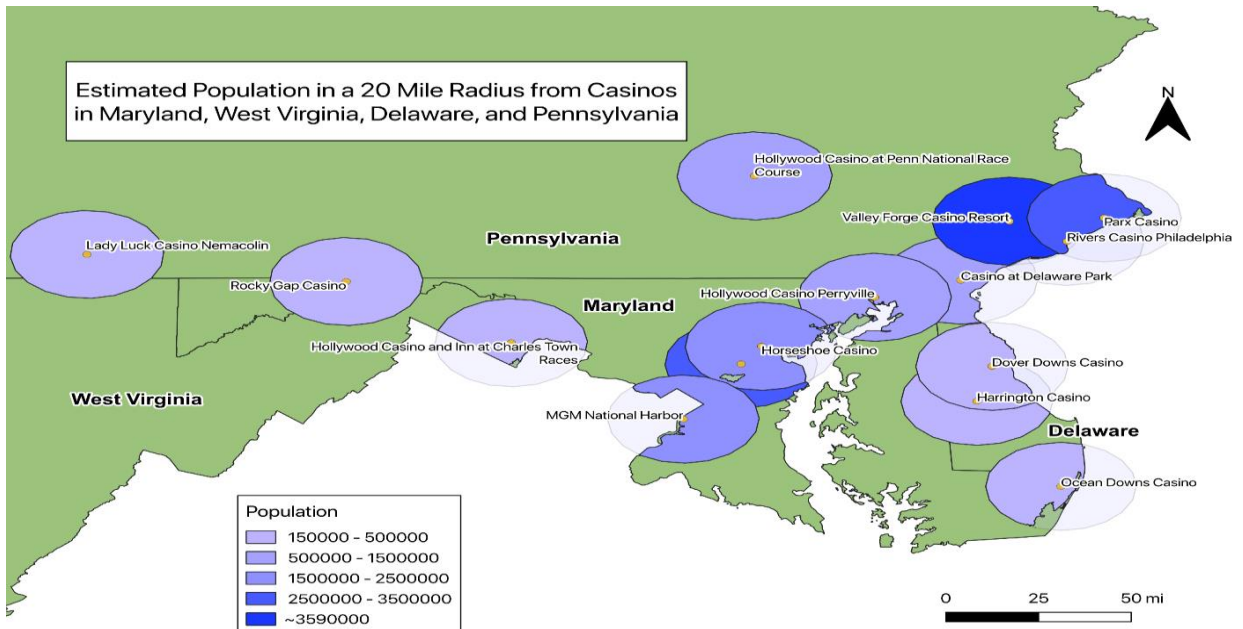 Estimated Population in a 20 Mile Radius from Casinos
in Maryland, West Virginia, Delaware, and Pennsylvania
N
Hollywood Casino at Penn National Race
Course
Valley Forge Casino Resort
Parx Casino
Rivers Casino Philadelphia
Lady Luck Casino Nemacolin
Pennsylvania
Rocky Gap Casino
Casino at Delaware Park
Hollywood Casino Perryville
Maryland
Hollywood Casino and Inn at Charles Town
Races
Horseshoe Casino
Dover Downs Casino
West Virginia
Harrington Casino
MGM National Harbor
Delaware
Ocean Downs Casino
Population
150000 - 500000
500000 - 1500000
1500000 - 2500000
2500000 - 3500000
~3590000
0 25 50 mi